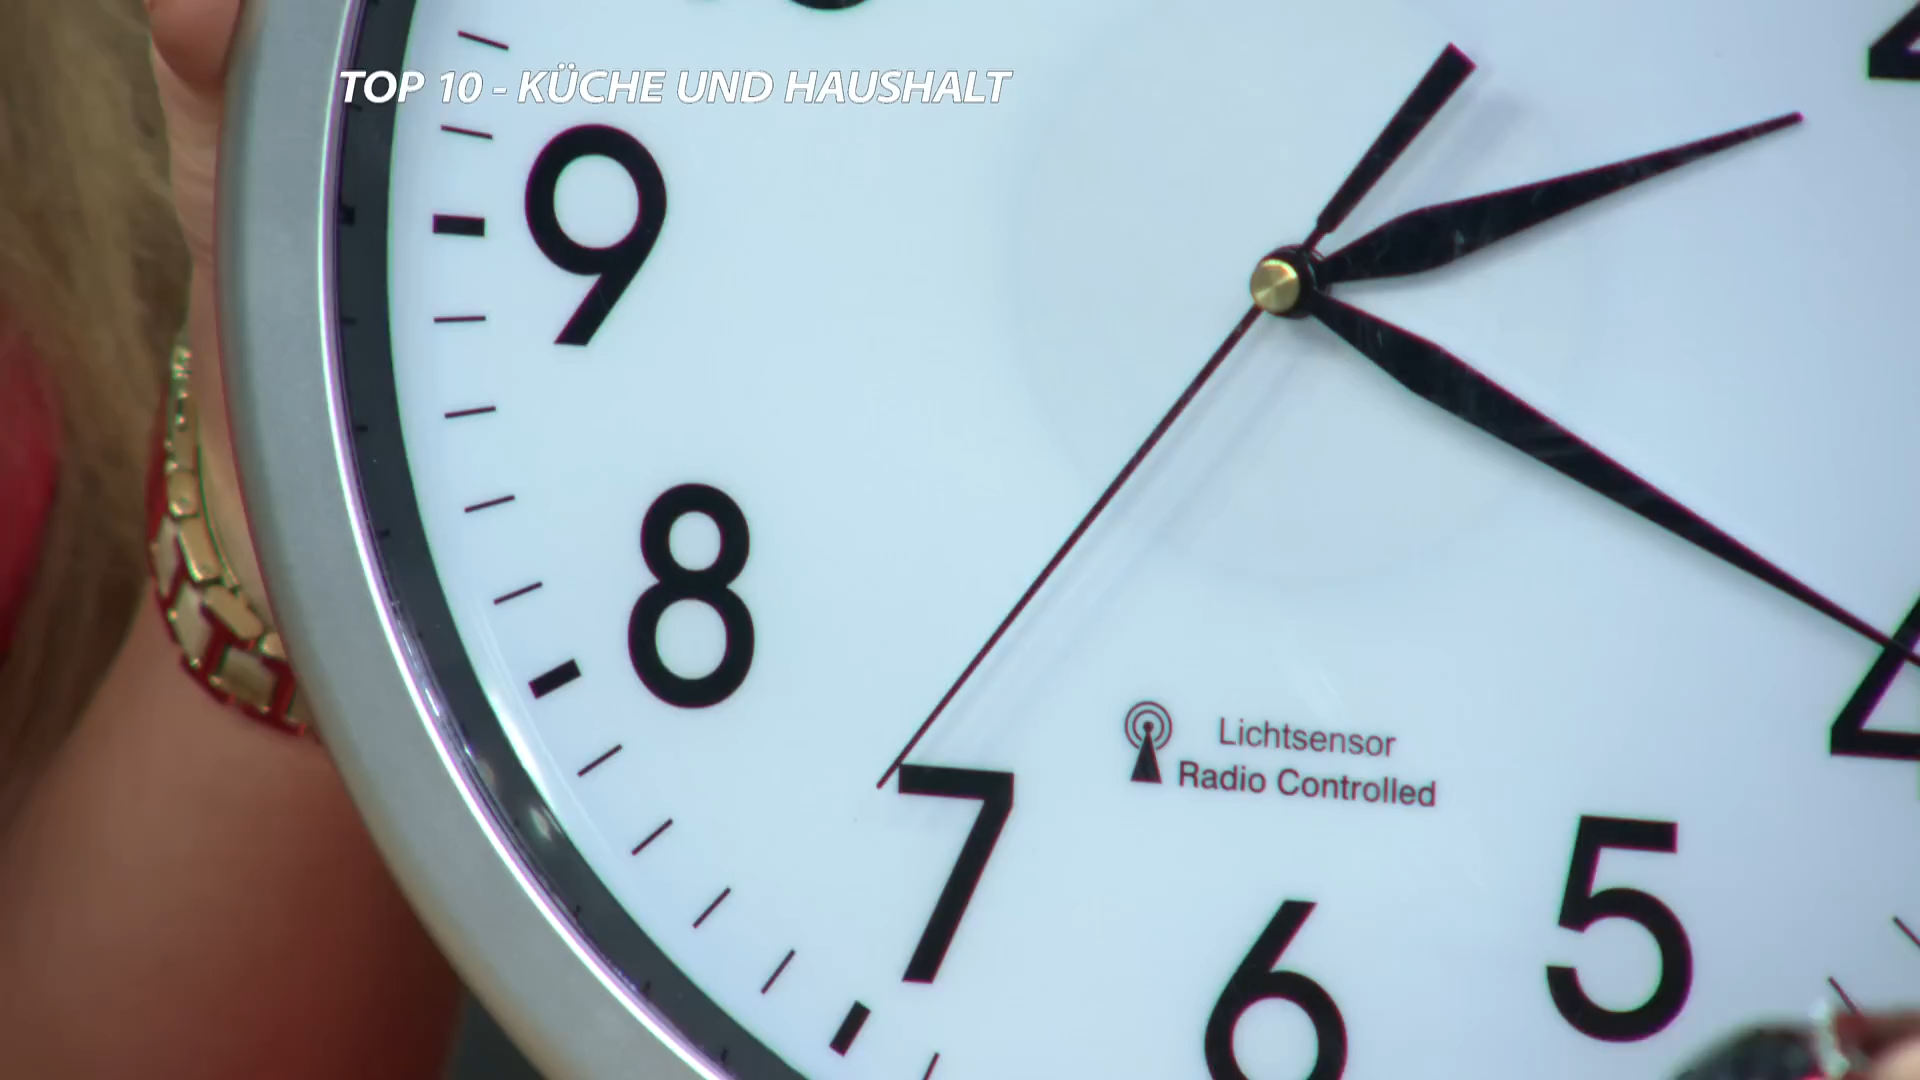 TOP 10 - KÜCHE UND HAUSHALT
9
8
Lichtsensor
Radio Controlled
7
5
6
4